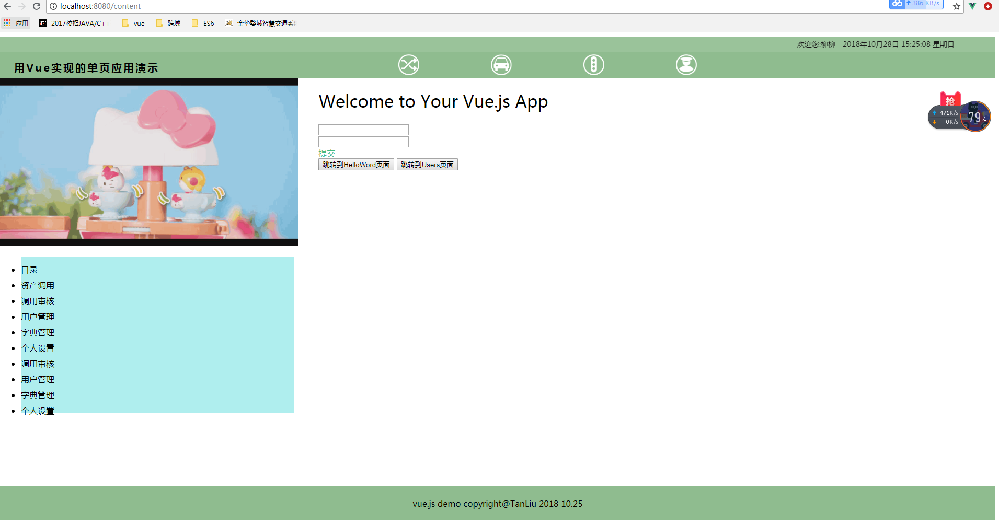 localhost:8080/content
386 KB/s
应用 2017校招JAVA/C++ vue 跨域 ES6 金华婺城智慧交通系
欢迎您:柳柳 2018年10月28日 15:25:08 星期日
用Vue实现的单页应用演示
Welcome to Your Vue.js App
抢
471K/s
0K/s
79%
提交
跳转到HelloWord页面 跳转到Users页面
目录
资产调用
调用审核
用户管理
字典管理
个人设置
调用审核
用户管理
字典管理
个人设置
vue.js demo copyright@TanLiu 2018 10.25